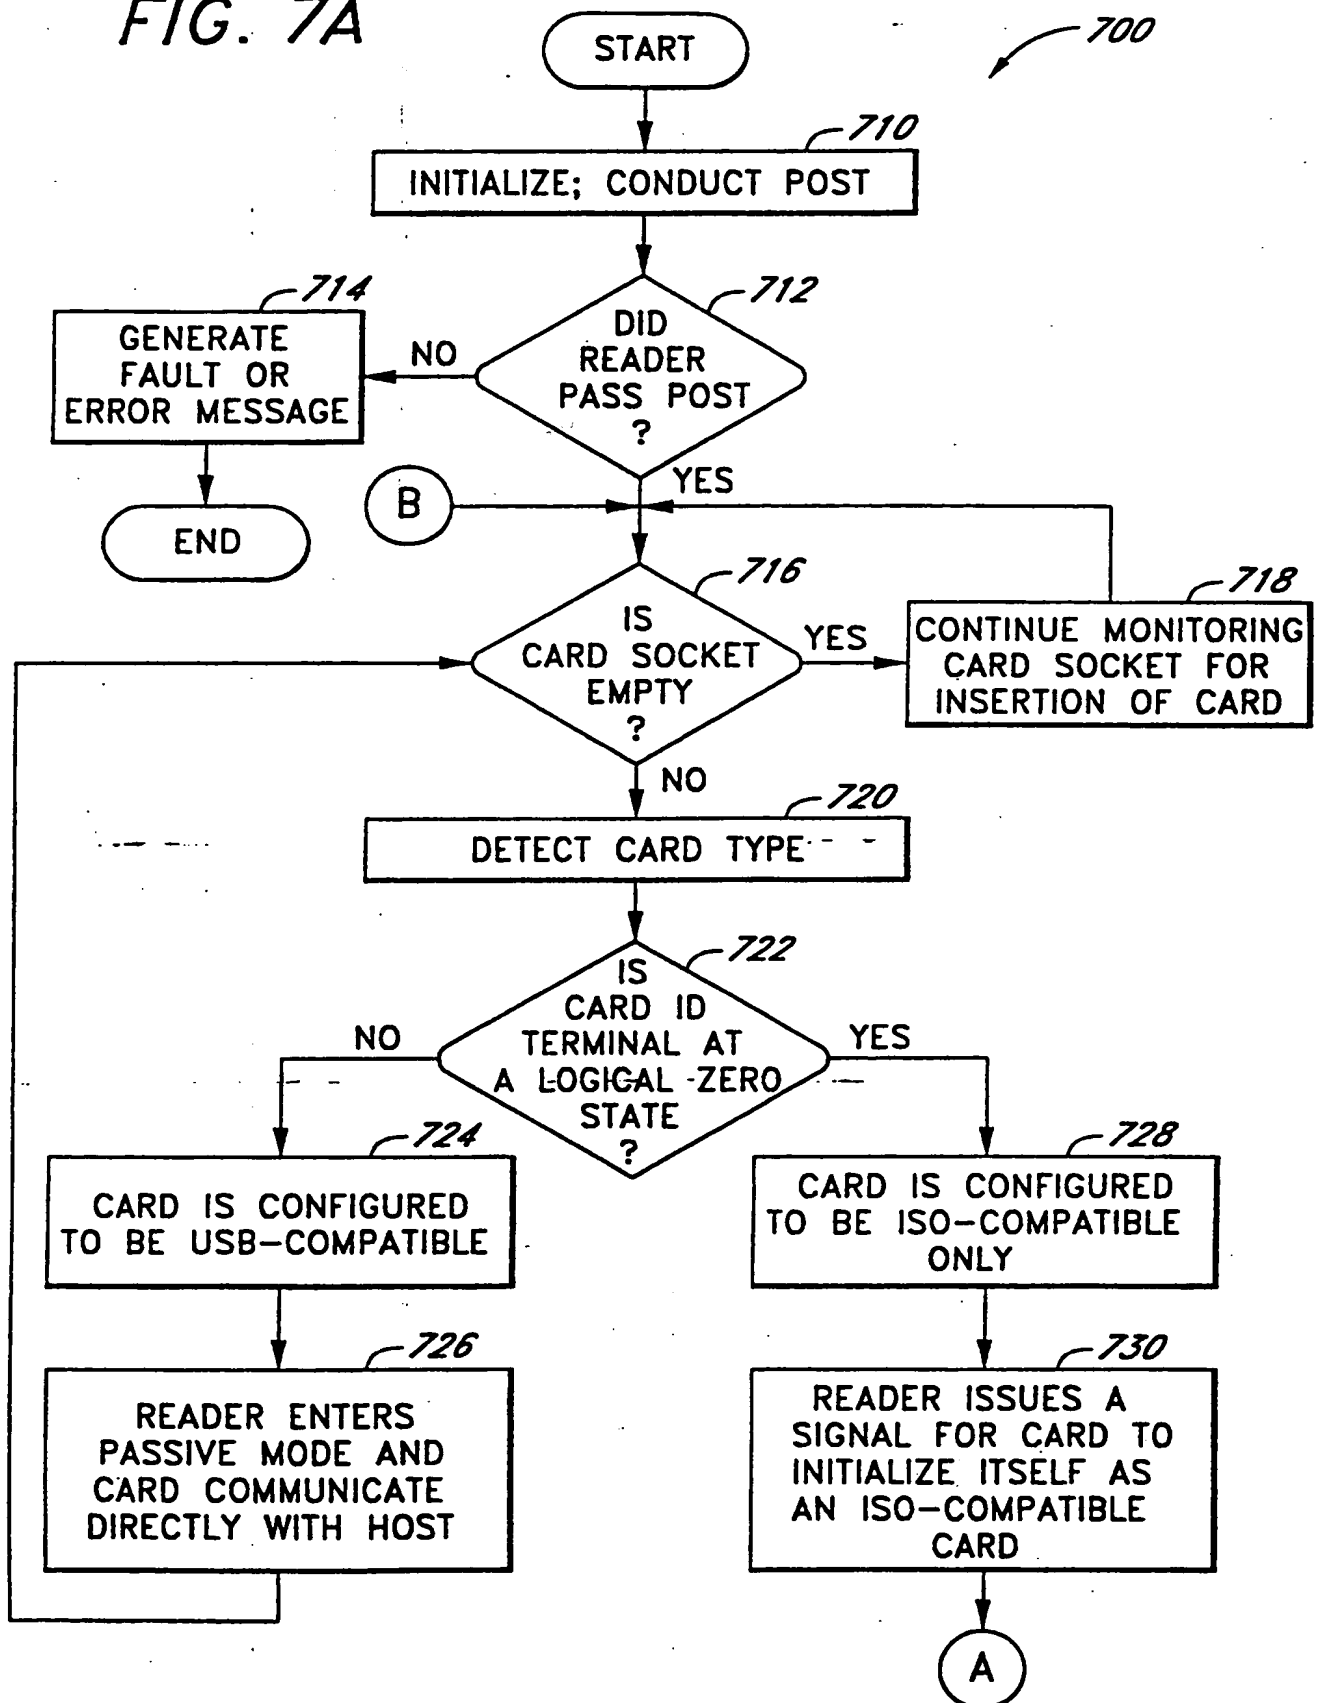 FIG. 7A
START
700
710
INITIALIZE; CONDUCT POST
712
DID
READER
PASS POST
?
NO
714
GENERATE
FAULT OR
ERROR MESSAGE
END
YES
B
716
IS
CARD SOCKET
EMPTY
?
YES
718
CONTINUE MONITORING
CARD SOCKET FOR
INSERTION OF CARD
NO
720
DETECT CARD TYPE
722
IS
CARD ID
TERMINAL AT
A LOGICAL ZERO
STATE
?
NO
YES
724
CARD IS CONFIGURED
TO BE USB-COMPATIBLE
726
READER ENTERS
PASSIVE MODE AND
CARD COMMUNICATE
DIRECTLY WITH HOST
728
CARD IS CONFIGURED
TO BE ISO-COMPATIBLE
ONLY
730
READER ISSUES A
SIGNAL FOR CARD TO
INITIALIZE ITSELF AS
AN ISO-COMPATIBLE
CARD
A